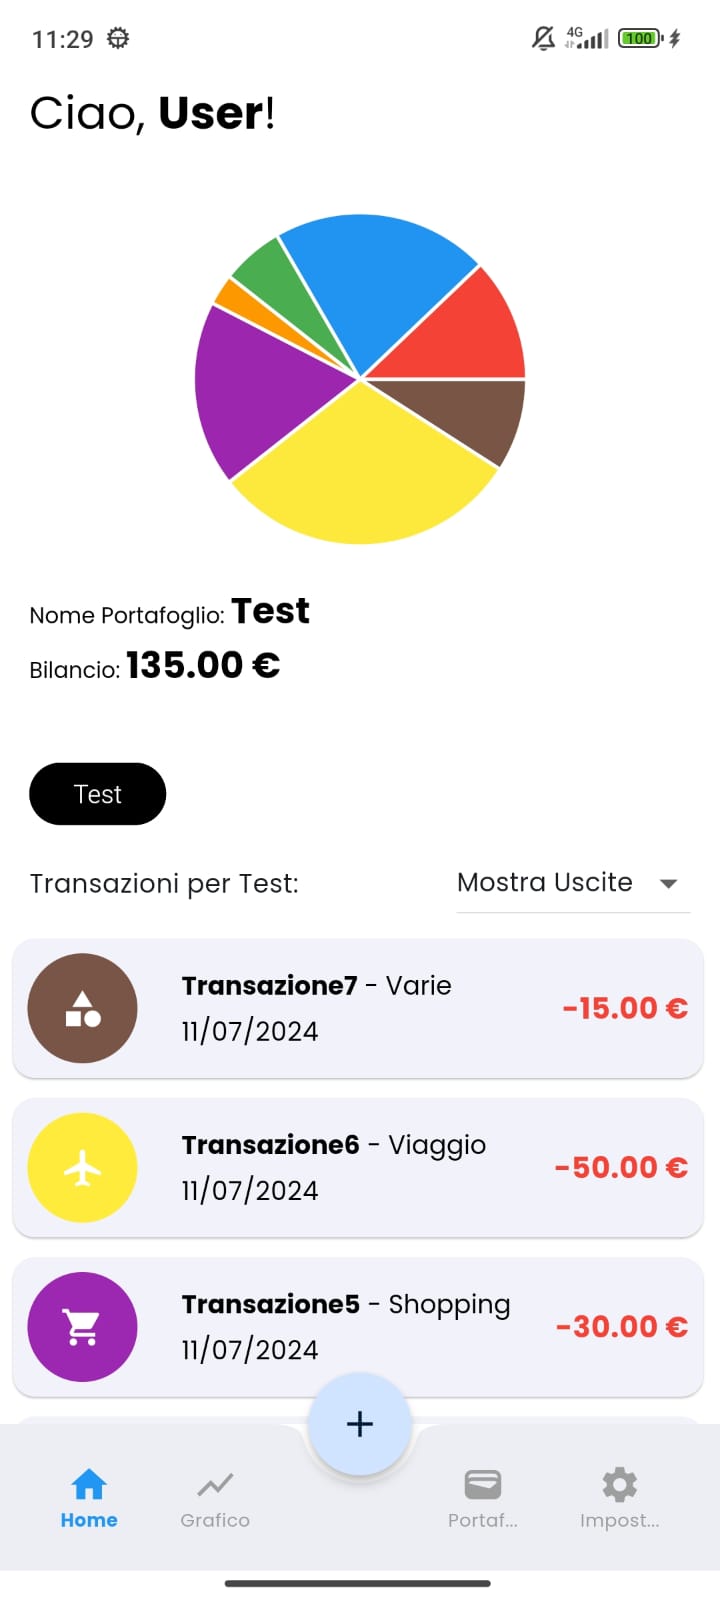 11:29
4G
100
Ciao, User!
Nome Portafoglio: Test
Bilancio: 135.00 €
Test
Transazioni per Test:
Mostra Uscite
Transazione7 - Varie
11/07/2024
-15.00 €
Transazione6 - Viaggio
11/07/2024
-50.00 €
Transazione5 - Shopping
11/07/2024
-30.00 €
+
Home
Grafico
Portaf...
Impost...